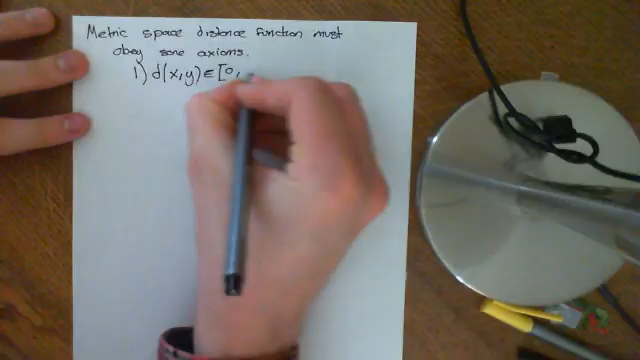 Metric space distance function must
obey some axioms.
1) d(x,y) ∈ [0,